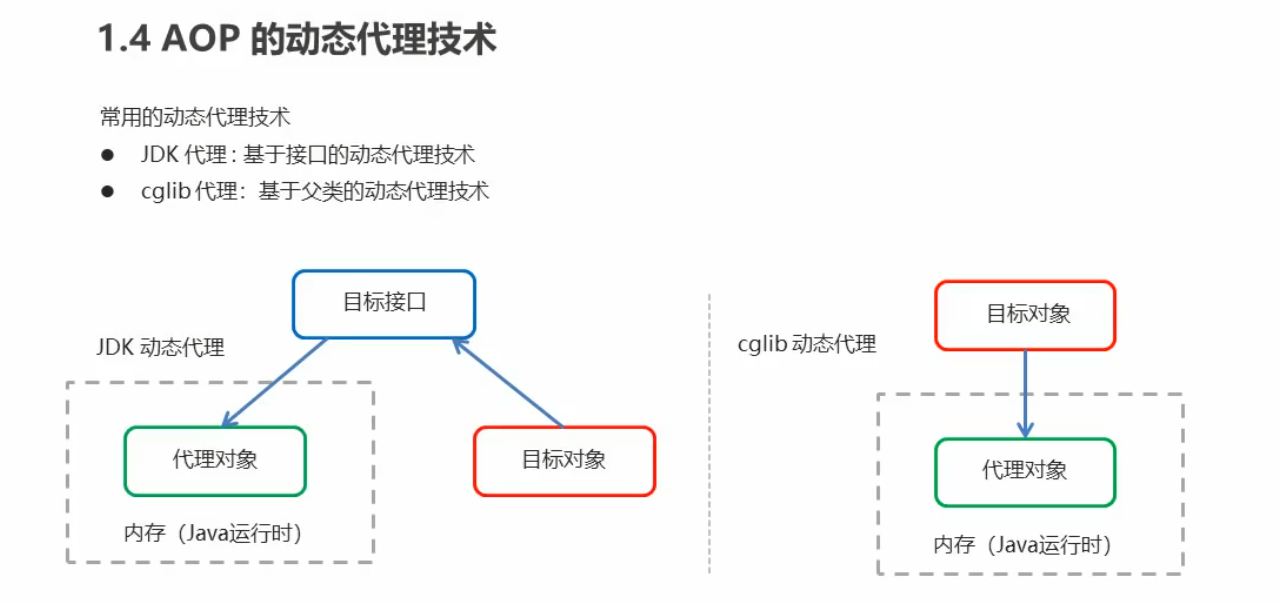 1.4 AOP 的动态代理技术
常用的动态代理技术
● JDK 代理 : 基于接口的动态代理技术
● cglib 代理：基于父类的动态代理技术
目标接口
JDK 动态代理
代理对象
目标对象
内存（Java运行时）
目标对象
cglib 动态代理
代理对象
内存（Java运行时）